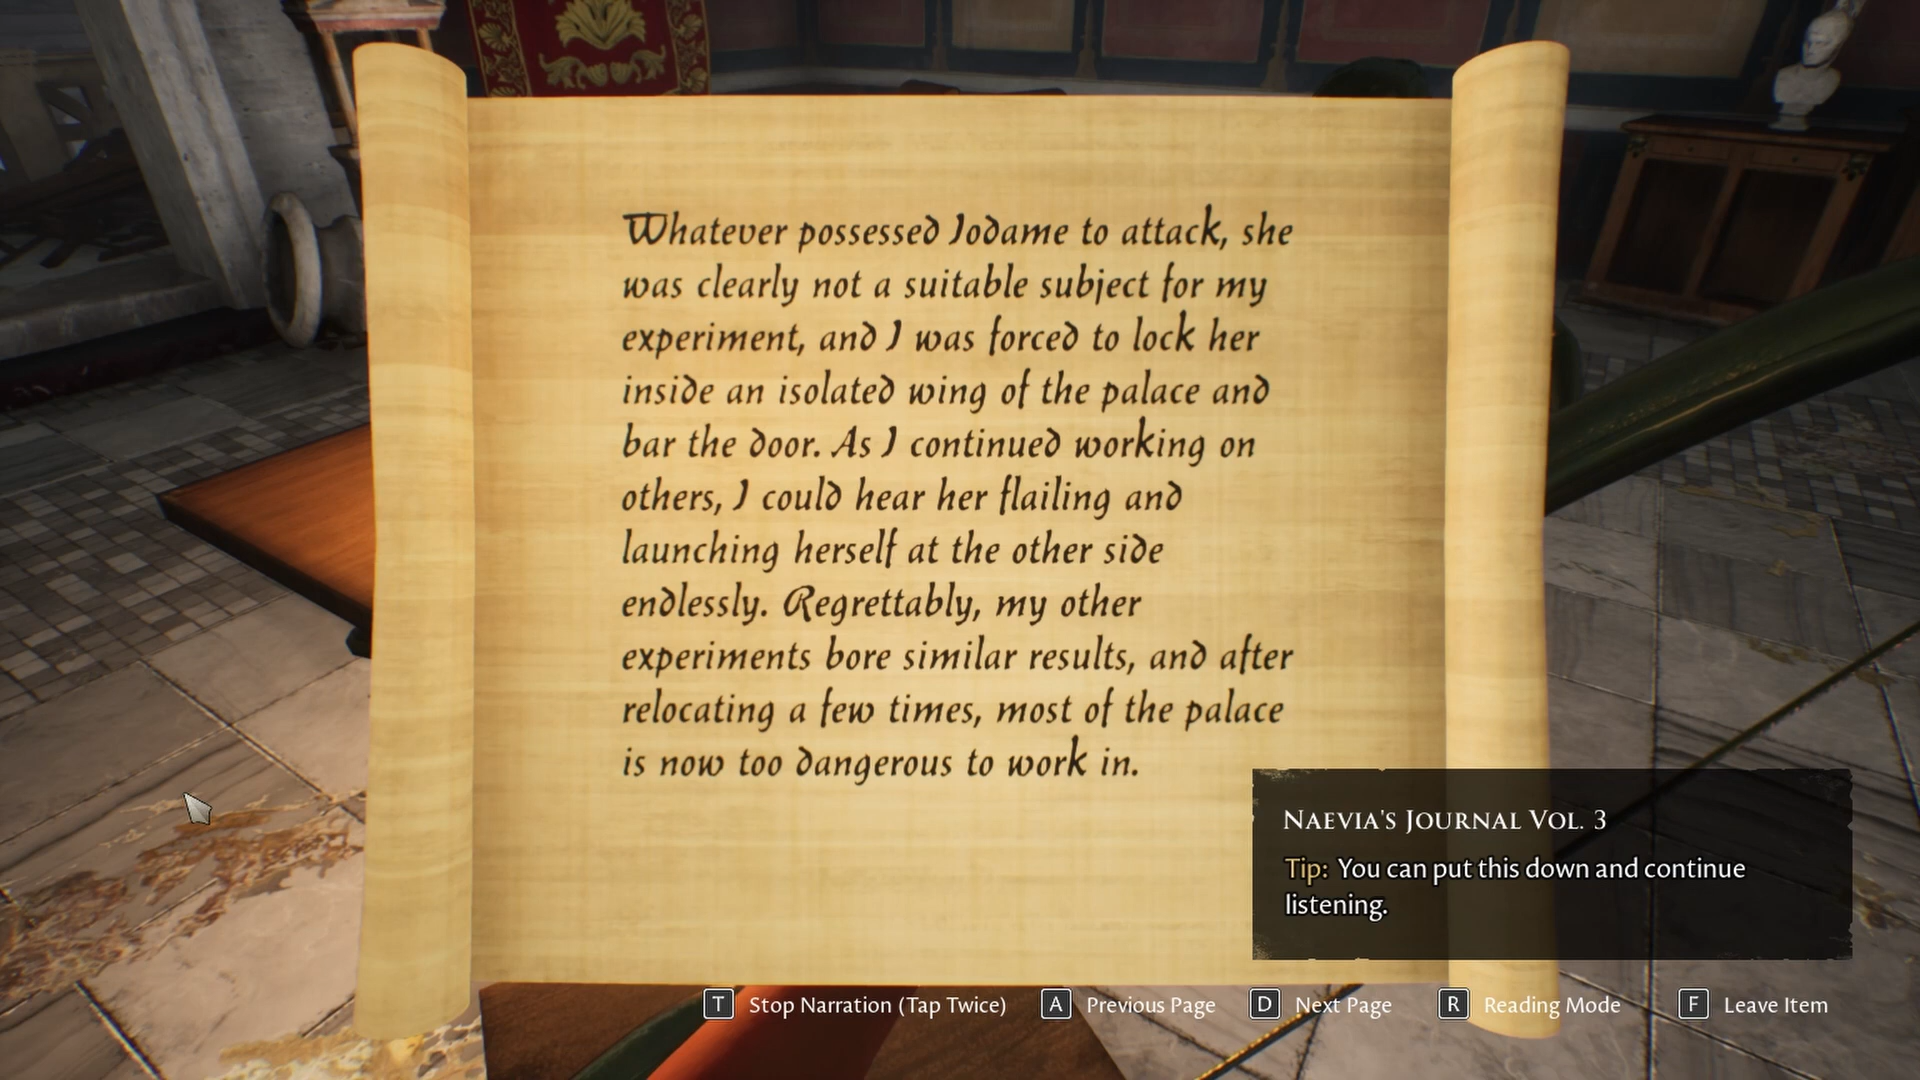 Whatever possessed Iodame to attack, she
was clearly not a suitable subject for my
experiment, and I was forced to lock her
inside an isolated wing of the palace and
bar the door. As I continued working on
others, I could hear her flailing and
launching herself at the other side
endlessly. Regrettably, my other
experiments bore similar results, and after
relocating a few times, most of the palace
is now too dangerous to work in.
Naevia's Journal Vol. 3
Tip: You can put this down and continue
listening.
T Stop Narration (Tap Twice) A Previous Page D Next Page R Reading Mode F Leave Item